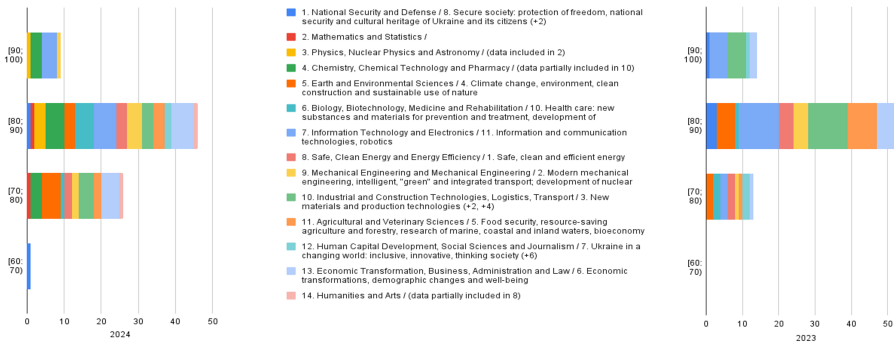 1. National Security and Defense / 8. Secure society: protection of freedom, national
security and cultural heritage of Ukraine and its citizens (+2)
2. Mathematics and Statistics /
3. Physics, Nuclear Physics and Astronomy / (data included in 2)
4. Chemistry, Chemical Technology and Pharmacy / (data partially included in 10)
5. Earth and Environmental Sciences / 4. Climate change, environment, clean
construction and sustainable use of nature
6. Biology, Biotechnology, Medicine and Rehabilitation / 10. Health care: new
substances and materials for prevention and treatment, development of
7. Information Technology and Electronics / 11. Information and communication
technologies, robotics
8. Safe, Clean Energy and Energy Efficiency / 1. Safe, clean and efficient energy
9. Mechanical Engineering and Mechanical Engineering / 2. Modern mechanical
engineering, intelligent, "green" and integrated transport; development of nuclear
10. Industrial and Construction Technologies, Logistics, Transport / 3. New
materials and production technologies (+2, +4)
11. Agricultural and Veterinary Sciences / 5. Food security, resource-saving
agriculture and forestry, research of marine, coastal and inland waters, bioeconomy
12. Human Capital Development, Social Sciences and Journalism / 7. Ukraine in a
changing world: inclusive, innovative, thinking society (+6)
13. Economic Transformation, Business, Administration and Law / 6. Economic
transformations, demographic changes and well-being
14. Humanities and Arts / (data partially included in 8)
[90;
100)
[80;
90)
[70;
80)
[60;
70)
0 10 20 30 40 50
2024
[90;
100)
[80;
90)
[70;
80)
[60;
70)
0 10 20 30 40 50
2023